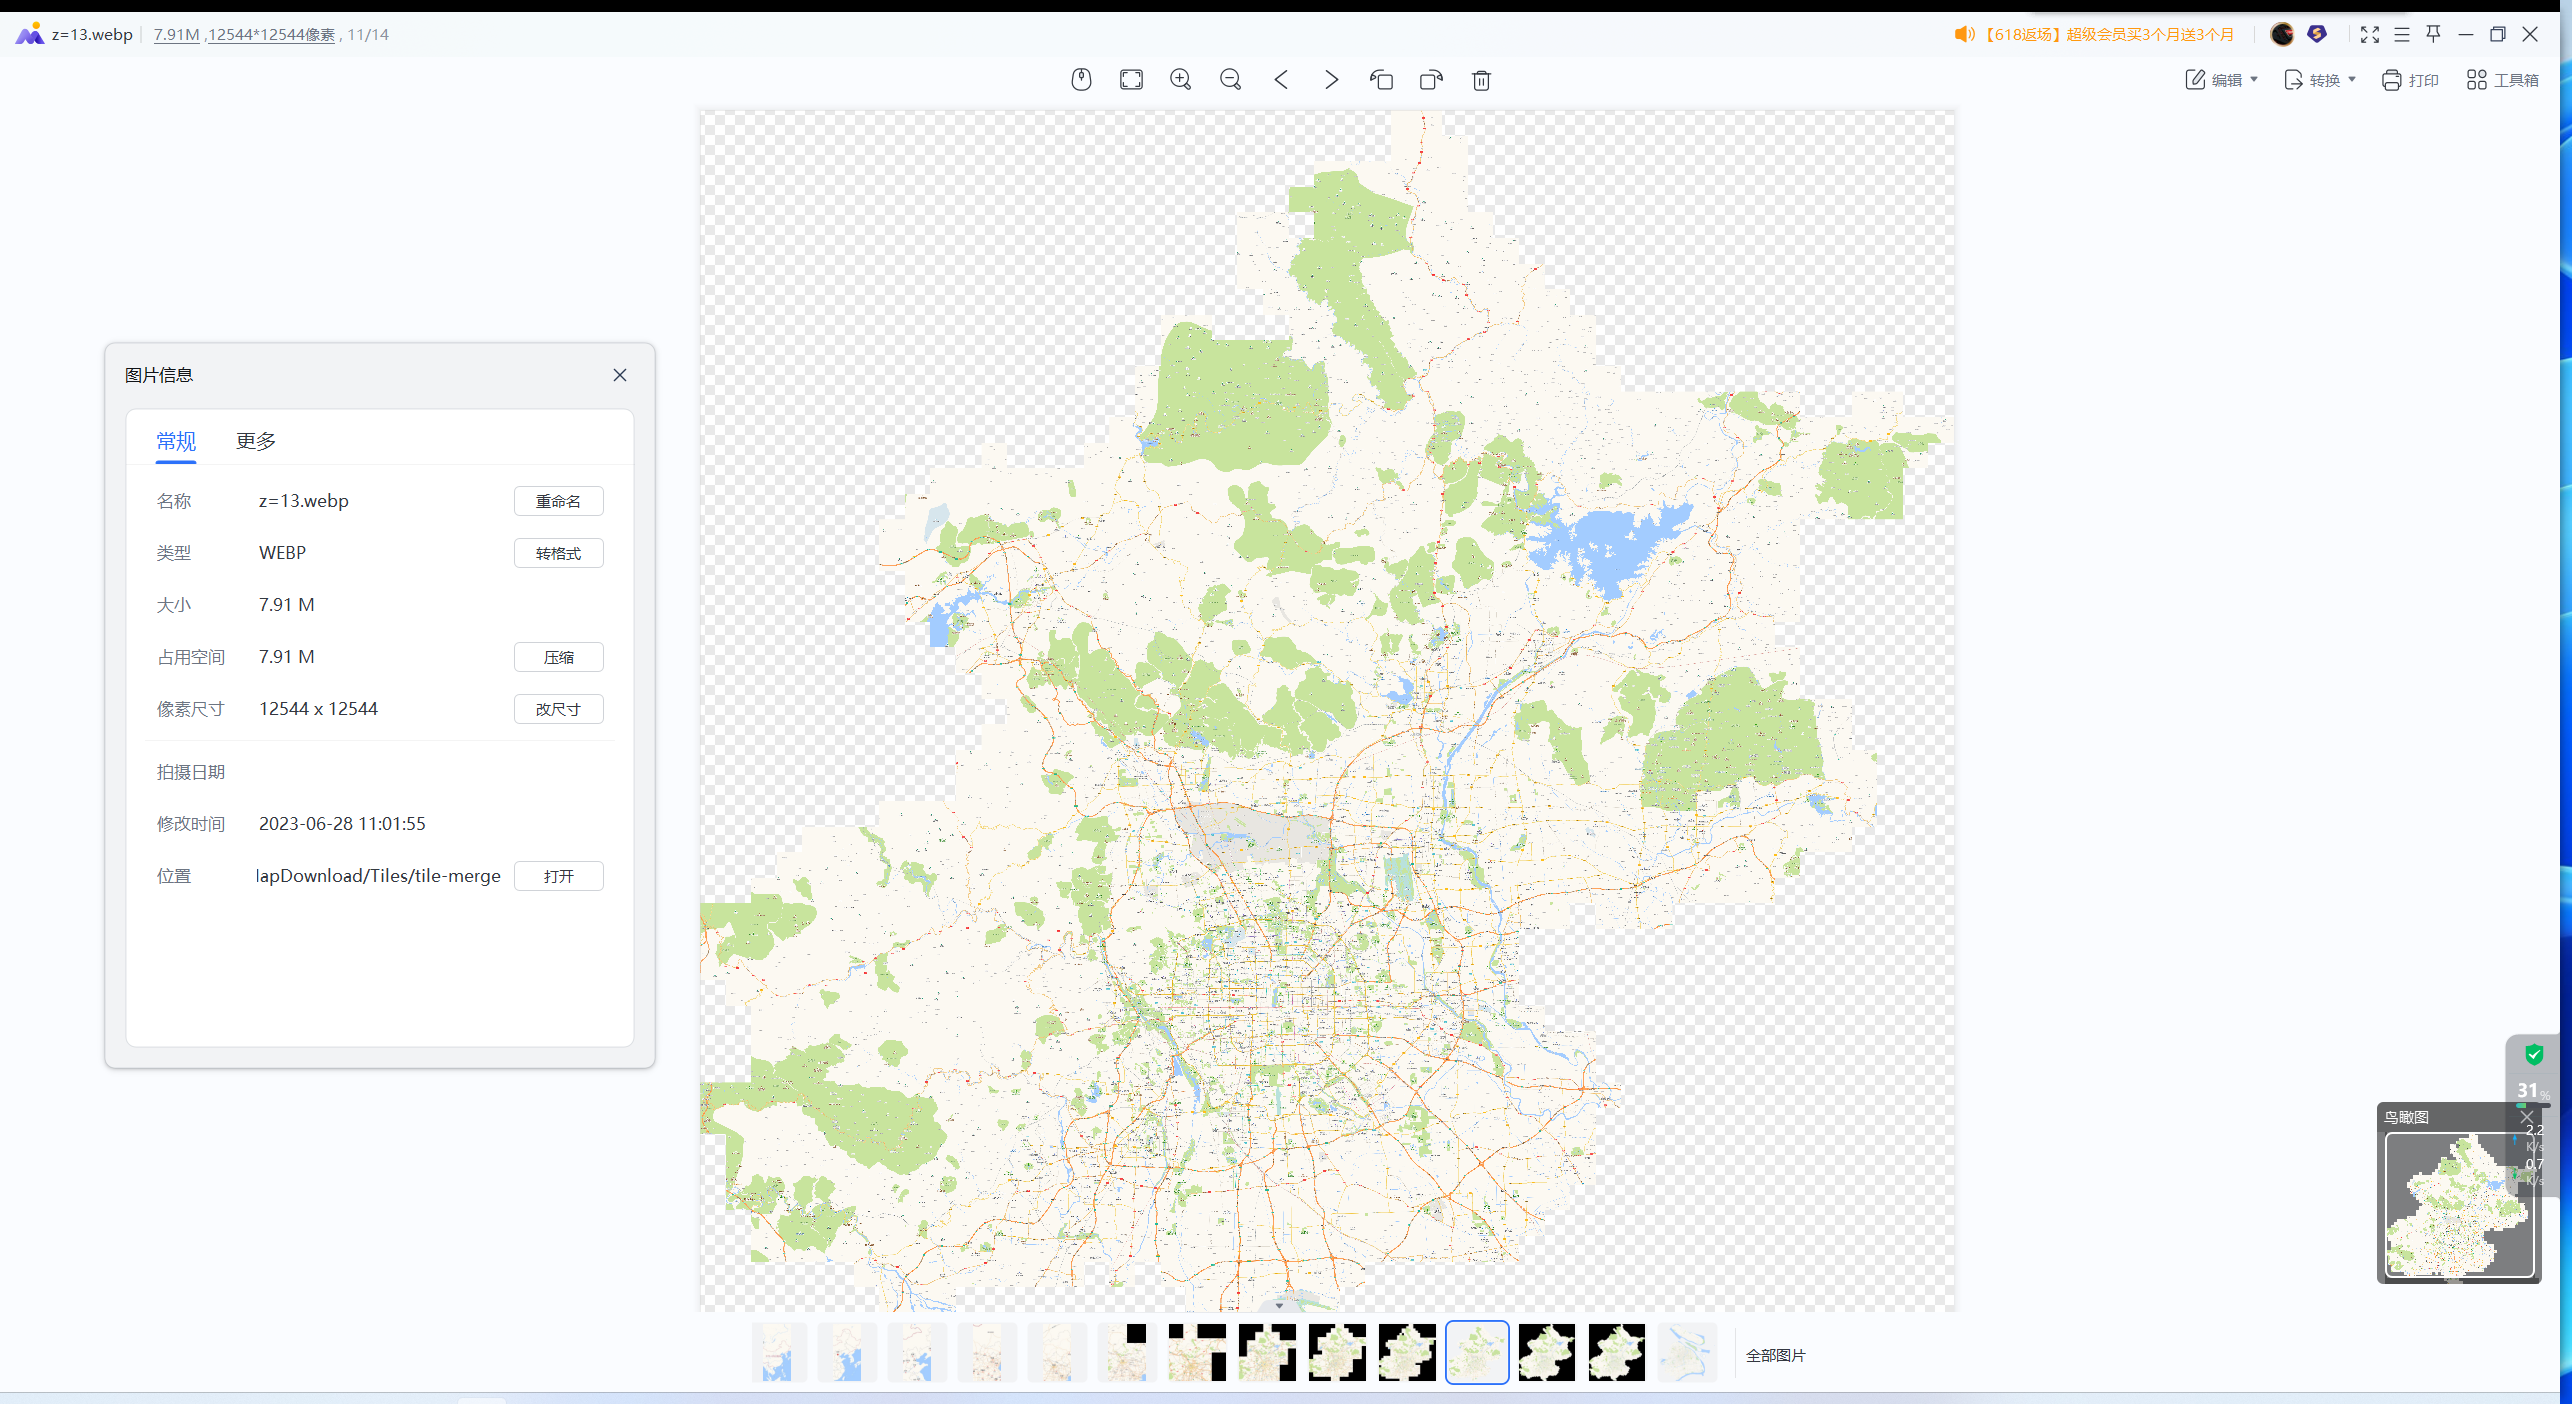 z=13.webp 7.91M ,12544*12544像素 , 11/14
【618返场】超级会员买3个月送3个月
编辑 转换 打印 工具箱
图片信息
常规 更多
名称 z=13.webp 重命名
类型 WEBP 转格式
大小 7.91 M
占用空间 7.91 M 压缩
像素尺寸 12544 x 12544 改尺寸
拍摄日期
修改时间 2023-06-28 11:01:55
位置 lapDownload/Tiles/tile-merge 打开
31%
鸟瞰图
2.2
K/s
0.7
K/s
全部图片